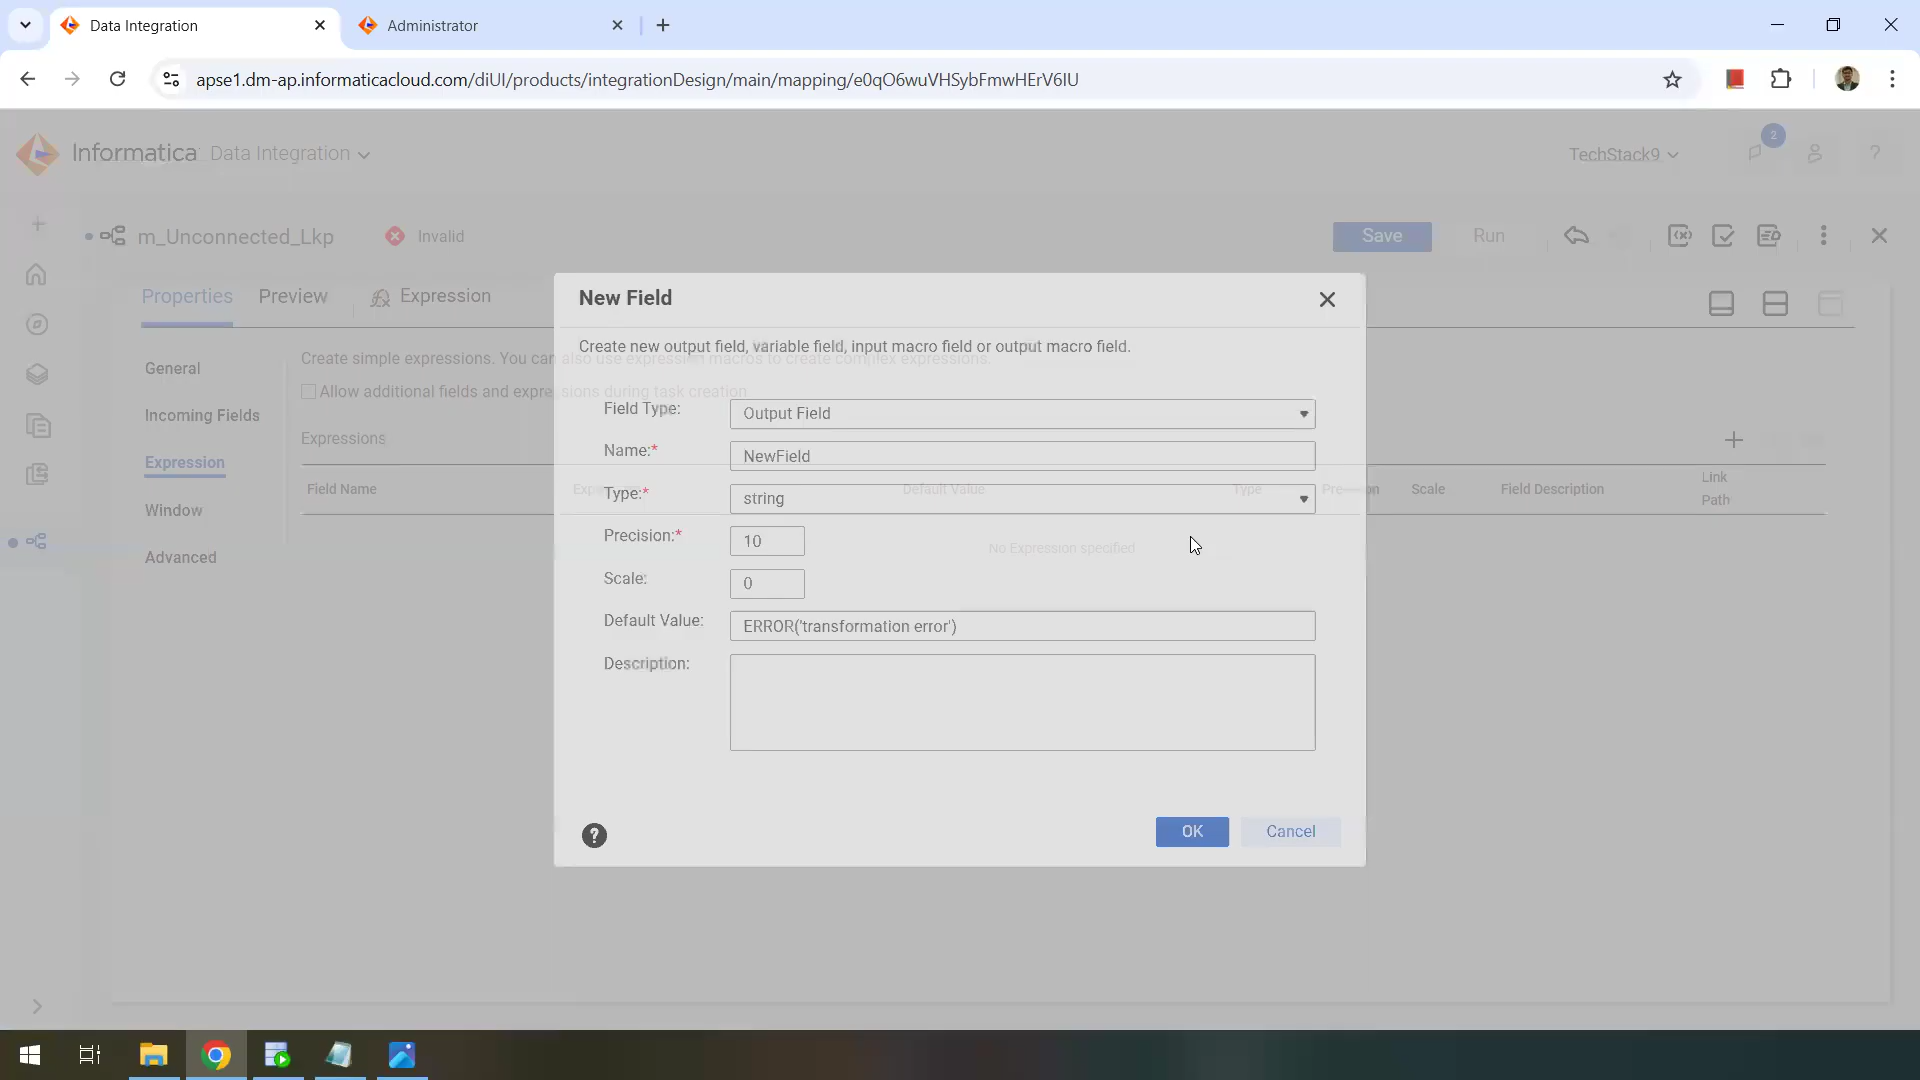 Data Integration
Administrator
apse1.dm-ap.informaticacloud.com/diUI/products/integrationDesign/main/mapping/e0qO6wuVHSybFmwHErV6IU
Informatica Data Integration
TechStack9
2
?
m_Unconnected_Lkp
Invalid
Save
Run
Properties
Preview
Expression
New Field
Create new output field, variable field, input macro field or output macro field.
Create simple expressions. You can also use expression macros to create complex expressions.
Allow additional fields and expressions during task creation
General
Incoming Fields
Expression
Window
Advanced
Expressions
Field Name
Default Value
Type
Scale
Field Description
Link
Path
No Expression specified
Field Type:
Output Field
Name:*
NewField
Type:*
string
Precision:*
10
Scale:
0
Default Value:
ERROR('transformation error')
Description:
?
OK
Cancel